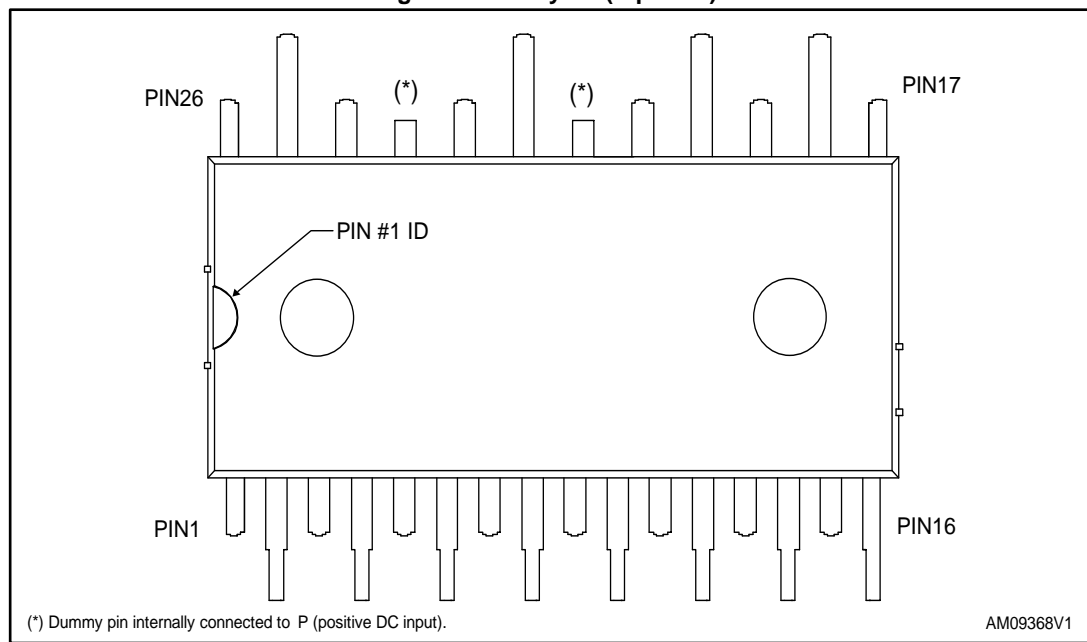 (*)
(*)
PIN26
PIN17
PIN #1 ID
PIN1
PIN16
(*) Dummy pin internally connected to P (positive DC input).
AM09368V1